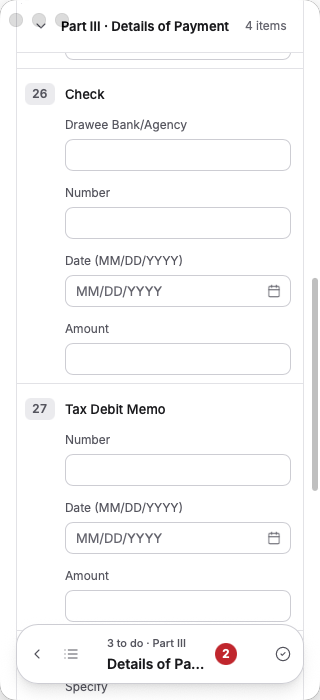 Part III · Details of Payment 4 items
26 Check
Drawee Bank/Agency
Number
Date (MM/DD/YYYY)
MM/DD/YYYY
Amount
27 Tax Debit Memo
Number
Date (MM/DD/YYYY)
MM/DD/YYYY
Amount
3 to do · Part III
Details of Pa... 2
Specify